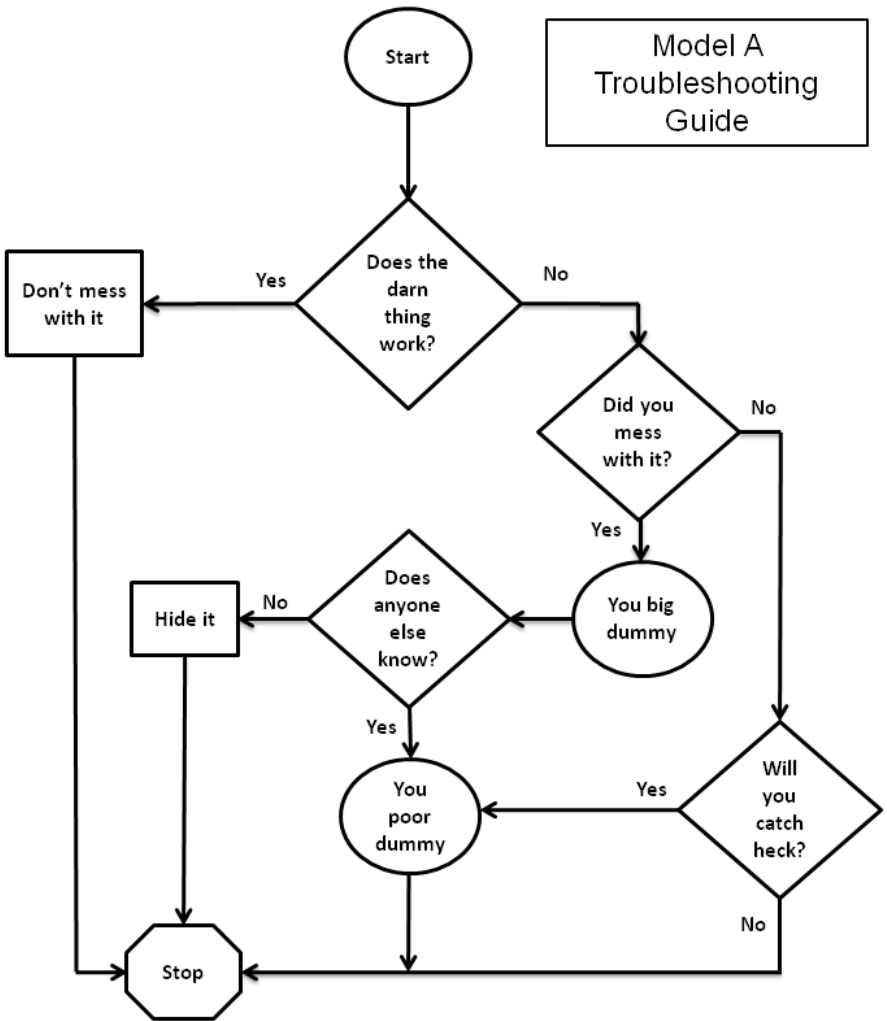 Start
Model A
Troubleshooting
Guide
Does the
darn
thing
work?
Yes
No
Don't mess
with it
Did you
mess
with it?
No
Yes
You big
dummy
Does
anyone
else
know?
No
Hide it
Yes
You
poor
dummy
Will
you
catch
heck?
Yes
No
Stop